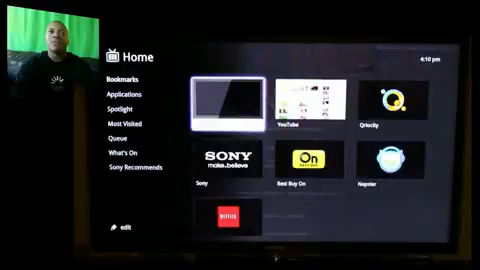 Home
4:10 pm
Bookmarks
Applications
Spotlight
Most Visited
Queue
What's On
Sony Recommends
edit
YouTube
Qriocity
SONY
make.believe
Sony
On
Best Buy On
Napster
NETFLIX